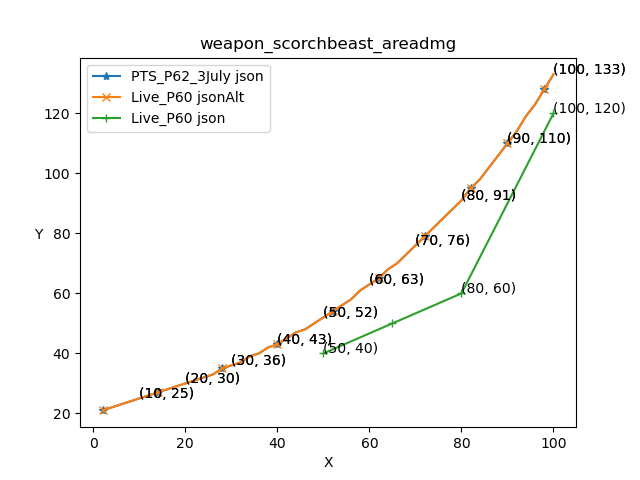 weapon_scorchbeast_areadmg
PTS_P62_3July json
Live_P60 jsonAlt
Live_P60 json
(100, 133)
(100, 120)
(90, 110)
(80, 91)
(70, 76)
(60, 63)
(80, 60)
(50, 52)
(40, 43)
(50, 40)
(30, 36)
(20, 30)
(10, 25)
Y
120
100
80
60
40
20
0 20 40 60 80 100
X